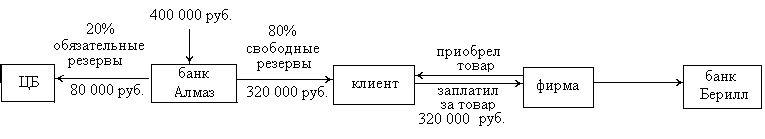 400 000 руб.
20%
обязательные
резервы
80%
свободные
резервы
приобрел
товар
ЦБ
банк
Алмаз
клиент
фирма
банк
Берилл
80 000 руб.
320 000 руб.
заплатил
за товар
320 000 руб.